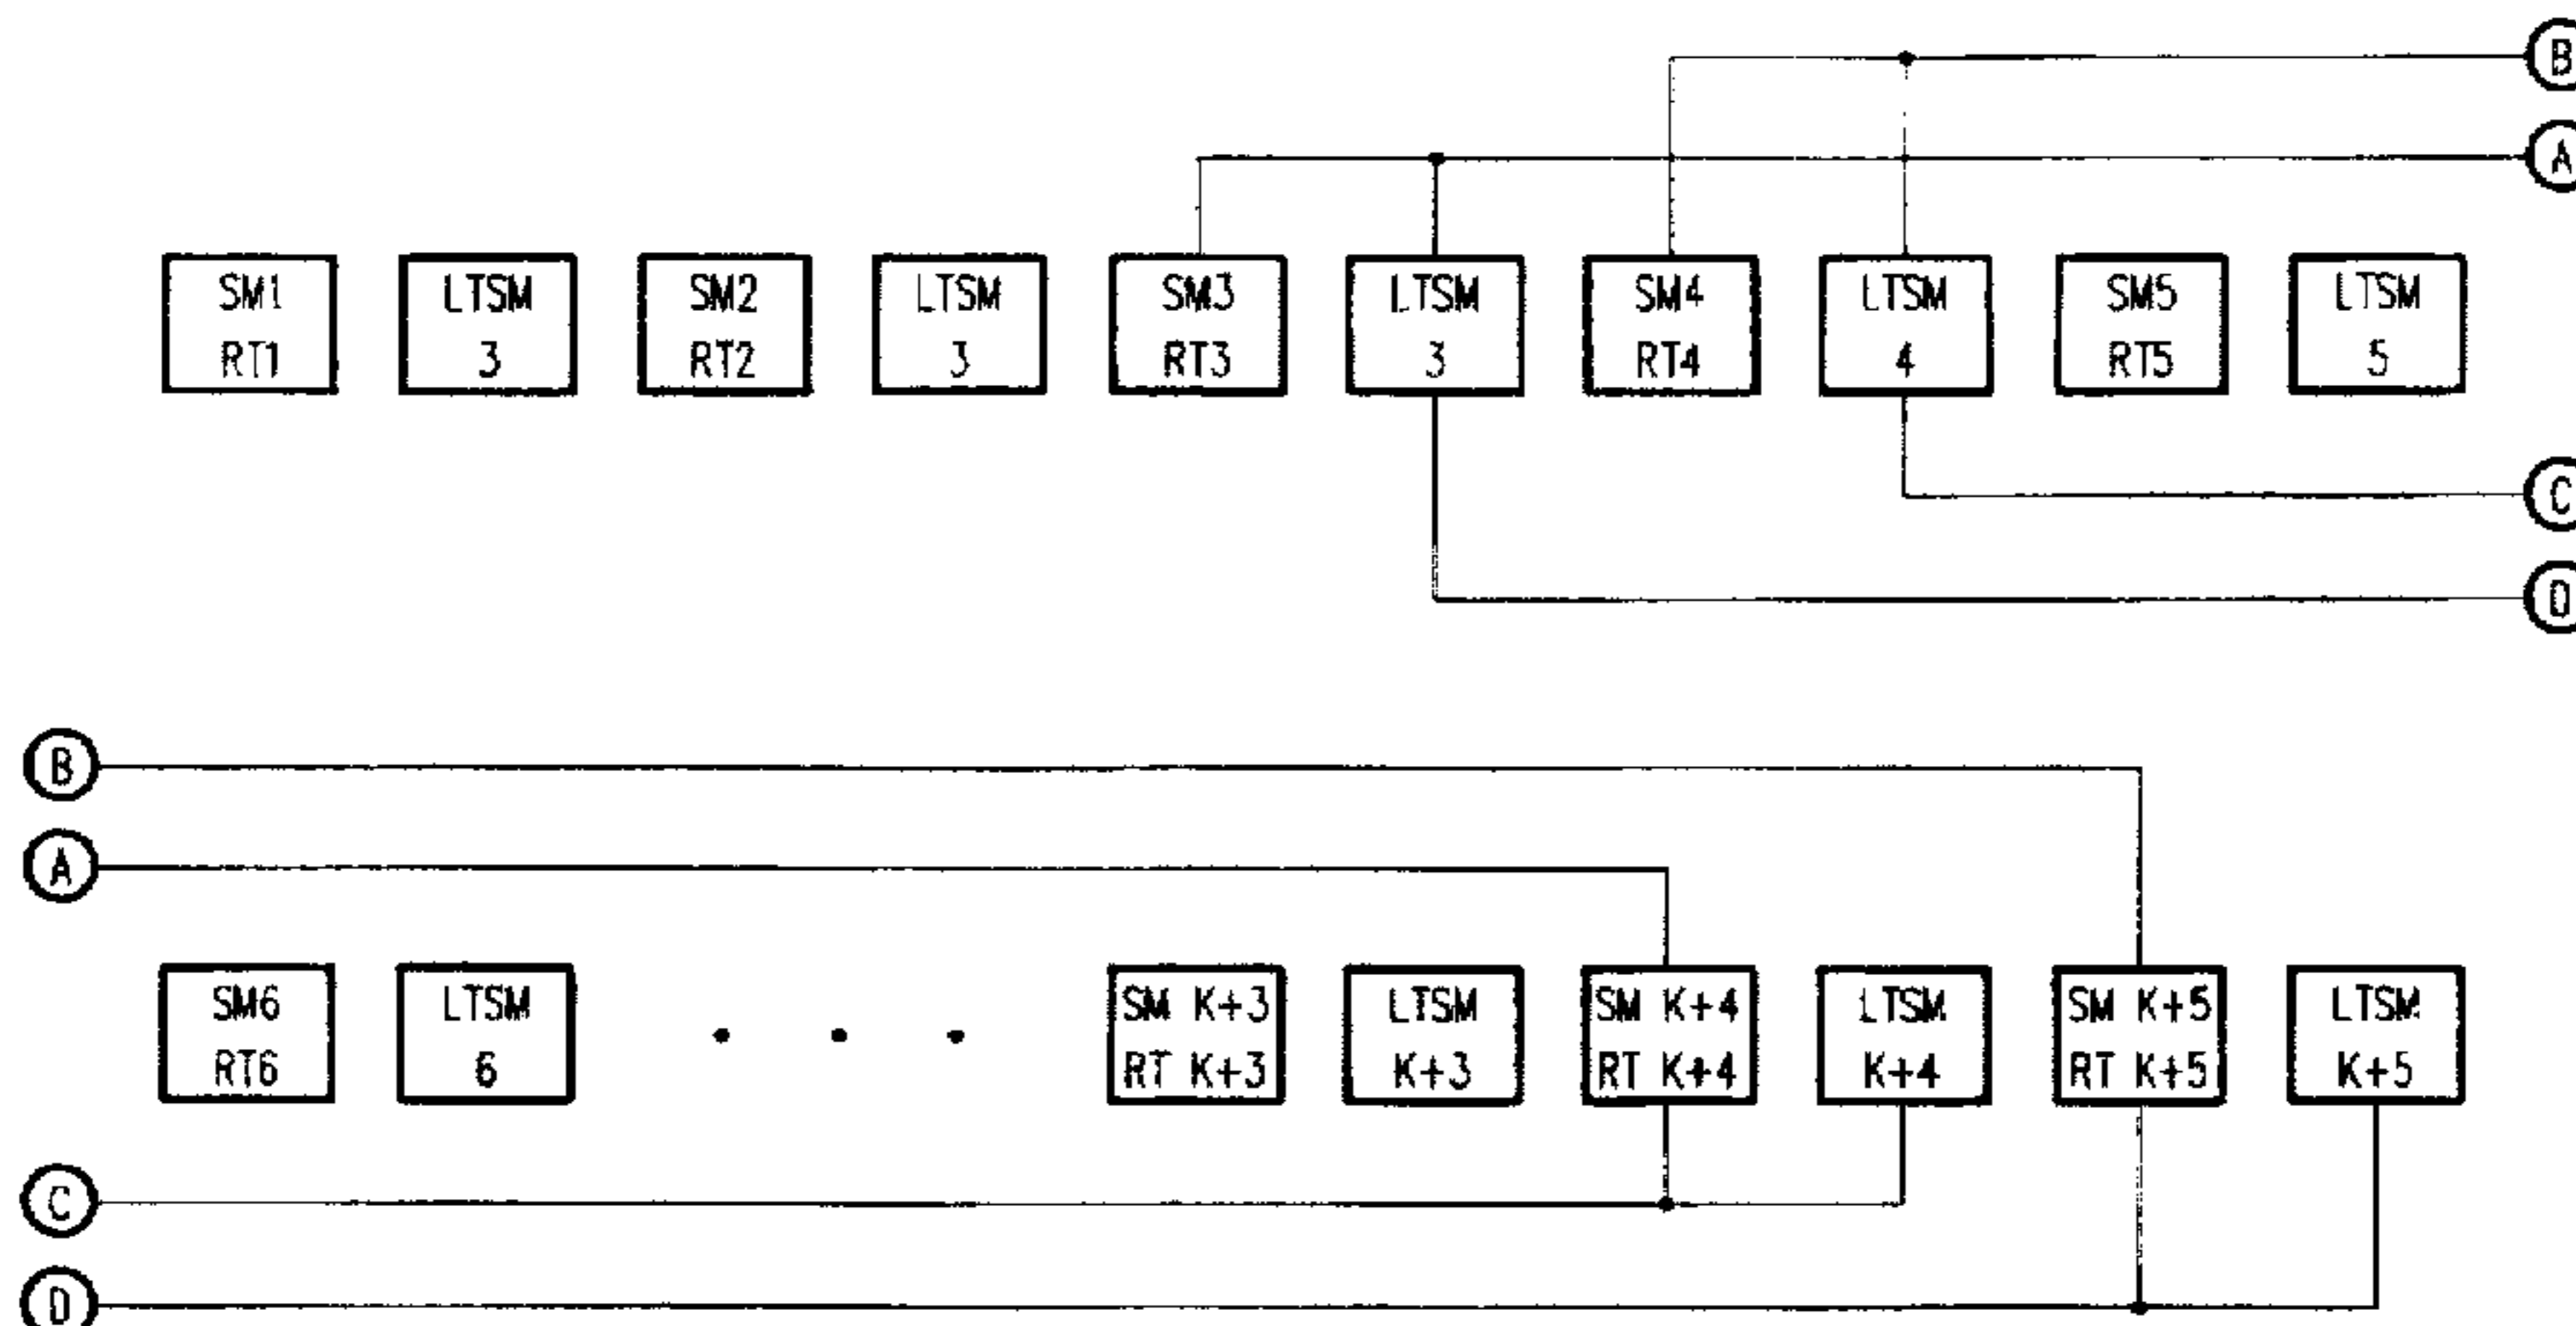 B
A
SM1
RT1
LTSM
3
SM2
RT2
LTSM
3
SM3
RT3
LTSM
3
SM4
RT4
LTSM
4
SM5
RT5
LTSM
5
C
D
B
A
SM6
RT6
LTSM
6
SM K+3
RT K+3
LTSM
K+3
SM K+4
RT K+4
LTSM
K+4
SM K+5
RT K+5
LTSM
K+5
C
D